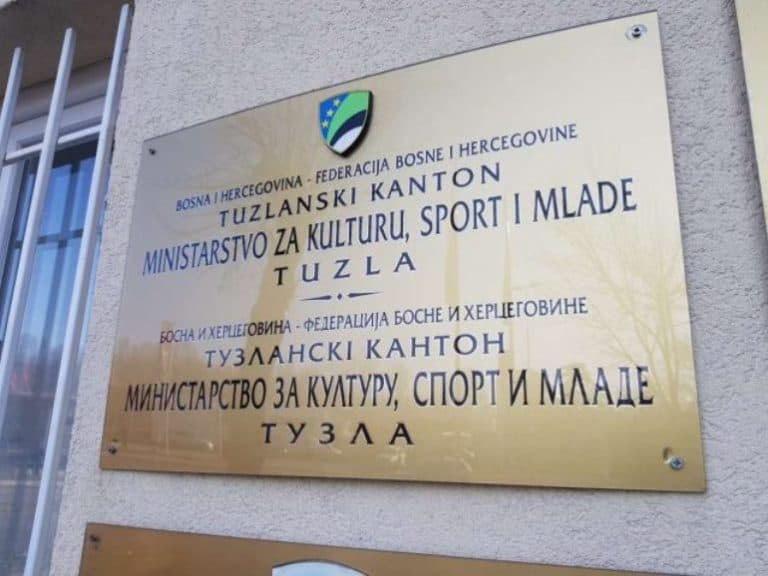 BOSNA I HERCEGOVINA - FEDERACIJA BOSNE I HERCEGOVINE
TUZLANSKI KANTON
MINISTARSTVO ZA KULTURU, SPORT I MLADE
TUZLA
БОСНА И ХЕРЦЕГОВИНА - ФЕДЕРАЦИЈА БОСНЕ И ХЕРЦЕГОВИНЕ
ТУЗЛАНСКІ КАНТОН
МИНИСТАРСТВО ЗА КУЛТУРУ, СПОРТ И МЛАДЕ
ТУЗЛА